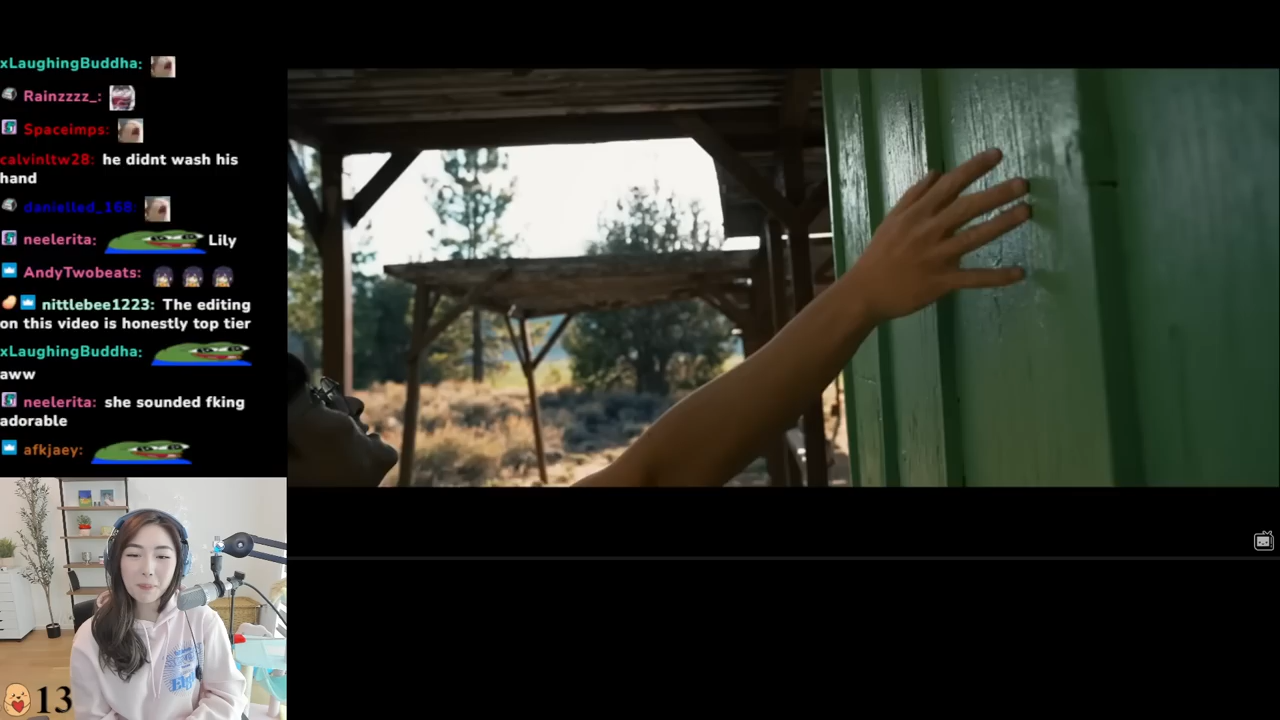 xLaughingBuddha:
Rainzzzz_:
Spaceimps:
calvinltw28: he didnt wash his
hand
danielled_168:
neelerita: Lily
AndyTwobeats:
nittlebee1223: The editing
on this video is honestly top tier
xLaughingBuddha:
aww
neelerita: she sounded fking
adorable
afkjaey:
13